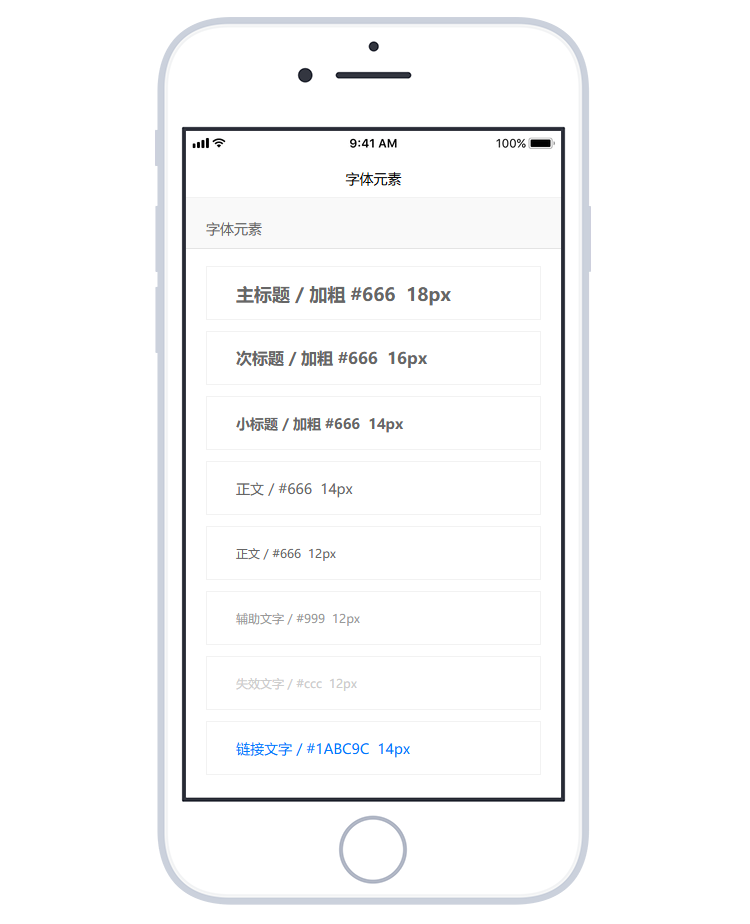 9:41 AM 100%
字体元素
字体元素
主标题 / 加粗 #666  18px
次标题 / 加粗 #666  16px
小标题 / 加粗 #666  14px
正文 / #666  14px
正文 / #666  12px
辅助文字 / #999  12px
失效文字 / #ccc  12px
链接文字 / #1ABC9C  14px